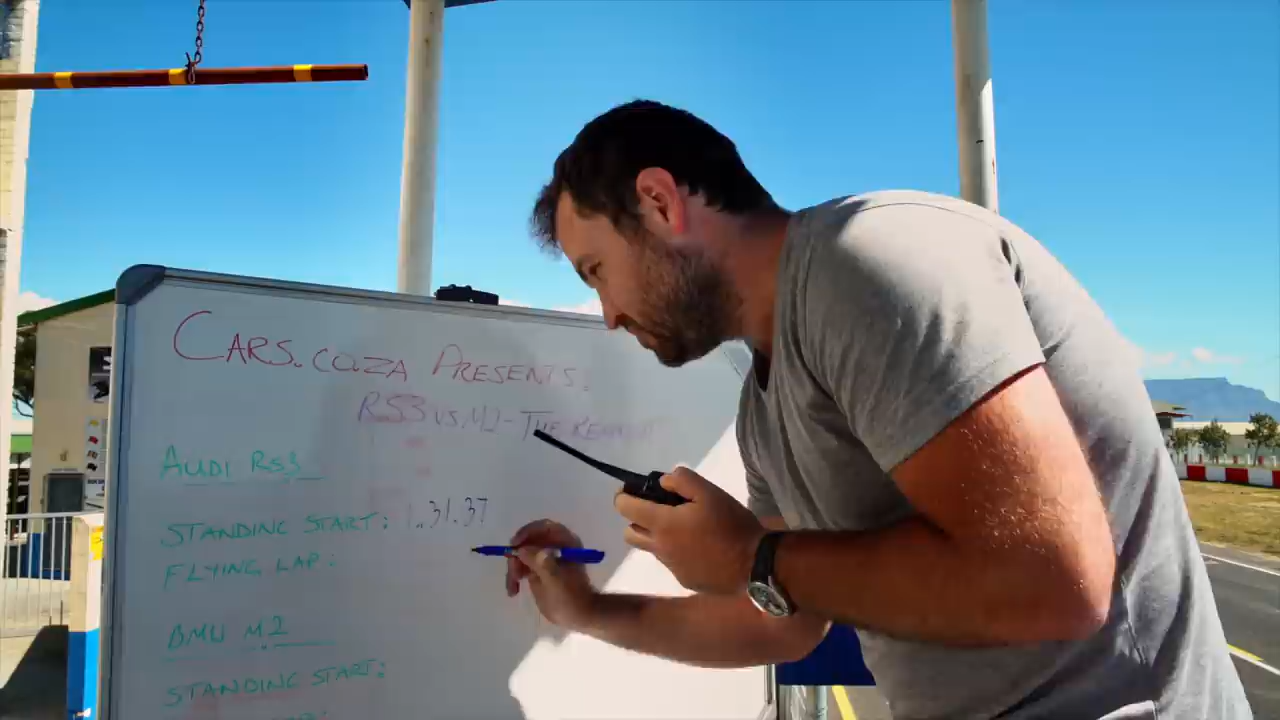 CARS.CO.ZA PRESENTS:
RS3 VS M2 - THE
AUDI RS3
STANDING START: 1.31.37
FLYING LAP:
BMW M2
STANDING START: